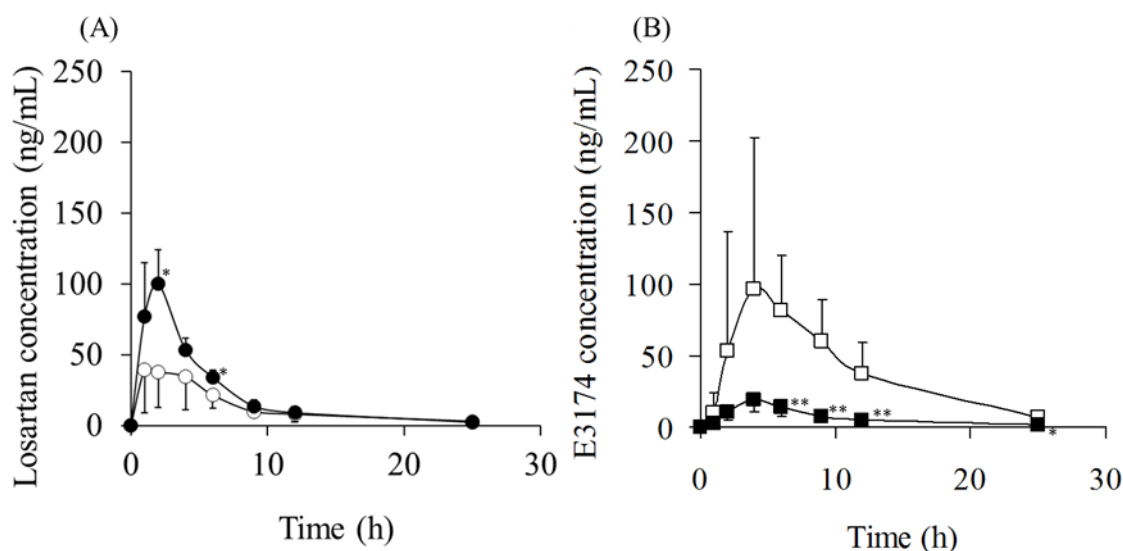 (A)
Losartan concentration (ng/mL)
250
200
150
100
50
0
*
*
0 10 20 30
Time (h)
(B)
E3174 concentration (ng/mL)
250
200
150
100
50
0
** ** **
*
0 10 20 30
Time (h)